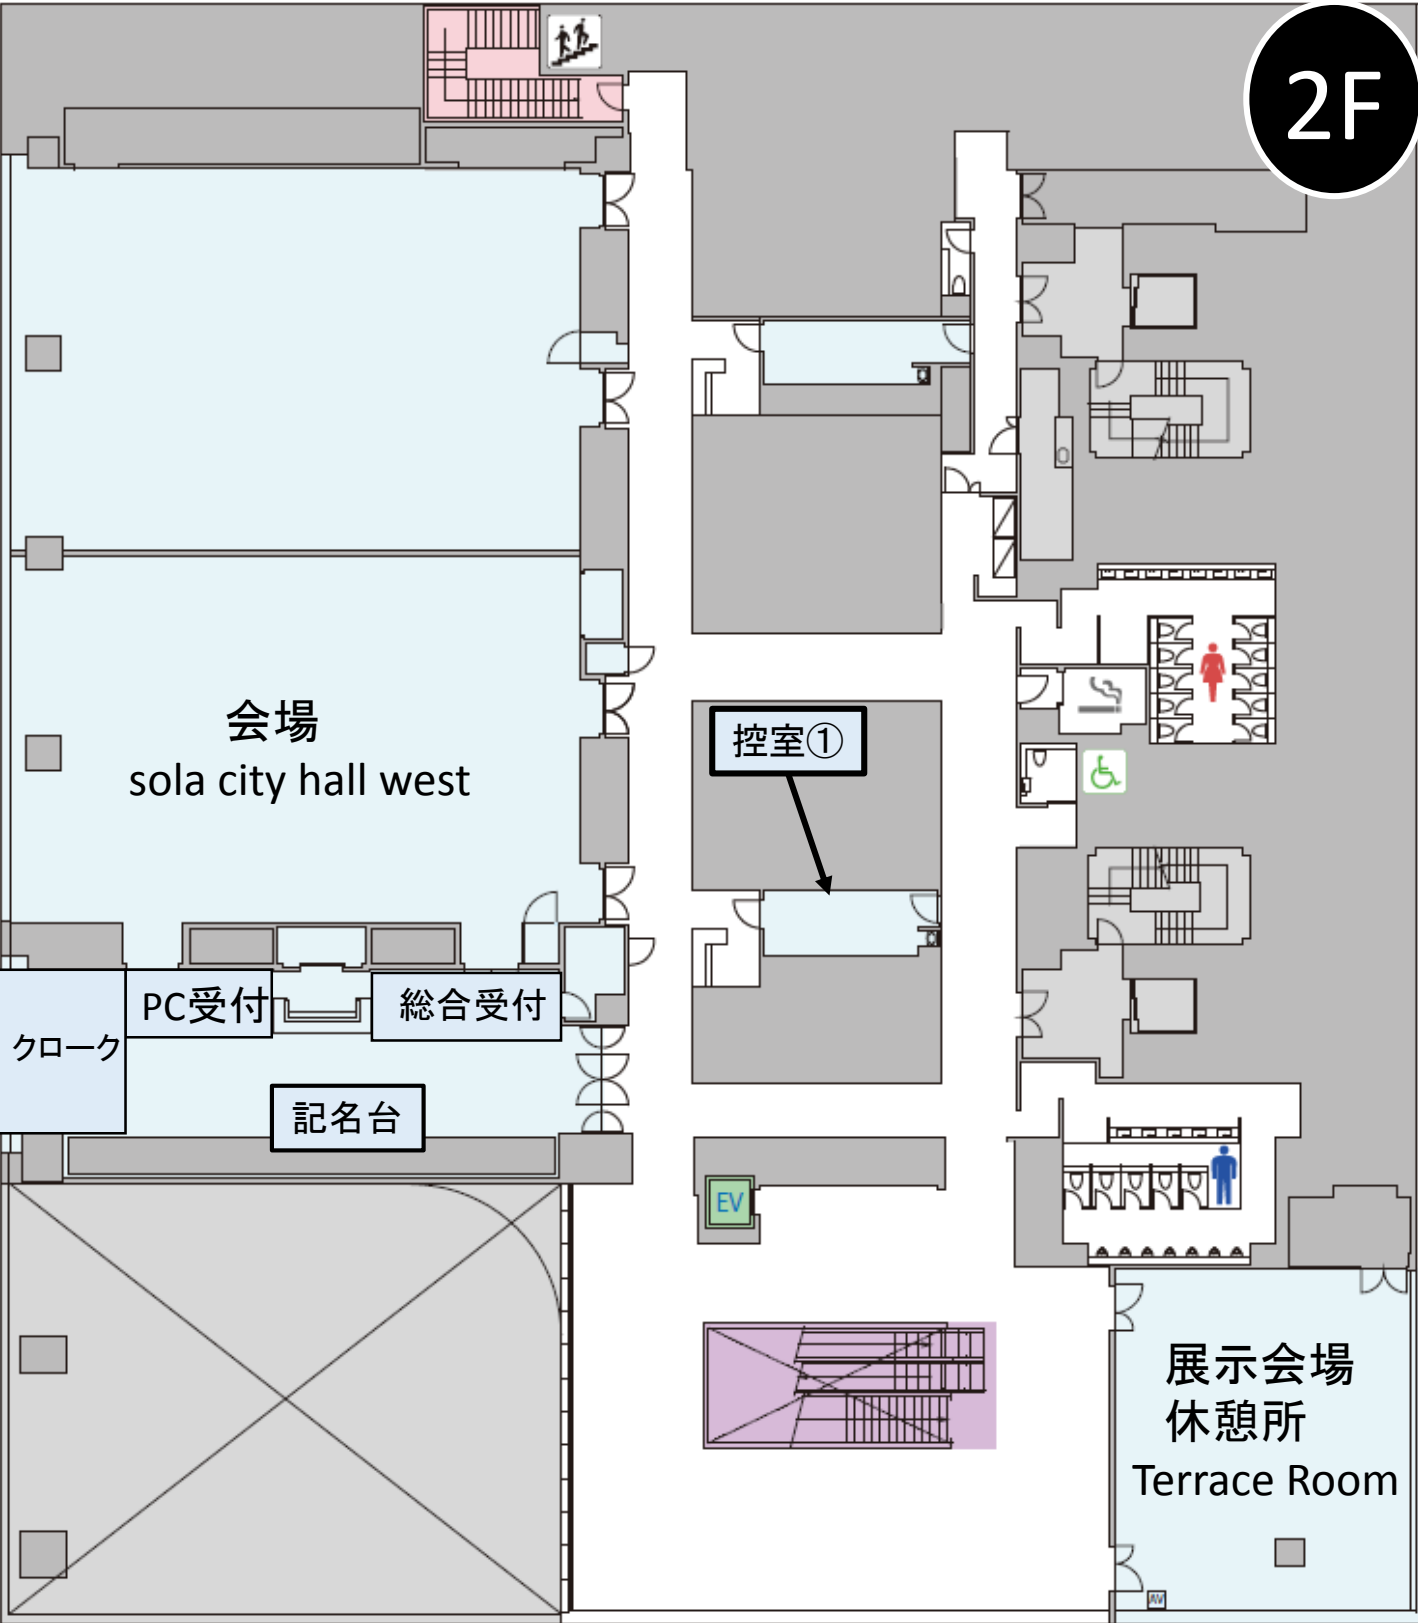 2F
会場
sola city hall west
控室①
PC受付
総合受付
クローク
記名台
EV
展示会場
休憩所
Terrace Room
AV